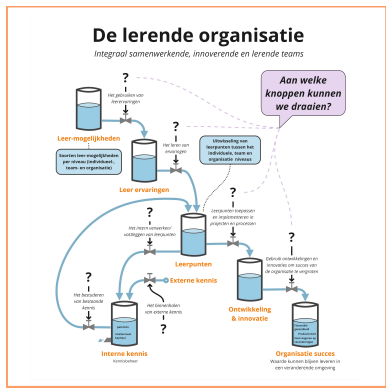 De lerende organisatie
Integraal samenwerkende, innoverende en lerende teams
Aan welke
knoppen kunnen
we draaien?
?
Het gebruiken van
leerervaringen
Leer-mogelijkheden
Soorten leer-mogelijkheden
per niveau (individueel,
team- en organisatie)
?
Het leren van
ervaringen
Leer ervaringen
Uitwisseling van
leerpunten tussen het
individuele, team en
organisatie niveaus
?
Leerpunten toepassen
en implementeren in
projecten en processen
?
Het intern verwerken/
vastleggen van leerpunten
Leerpunten
?
Gebruik ontwikkeling en
innovaties om succes van
de organisatie te vergroten
Externe kennis
?
Het bestuderen
van bestaande
kennis
Het binnenhalen
van externe kennis
?
Ontwikkeling
& innovatie
Interne kennis
Kennisbeheer
Organisatie succes
Waarde kunnen blijven leveren in
een veranderende omgeving